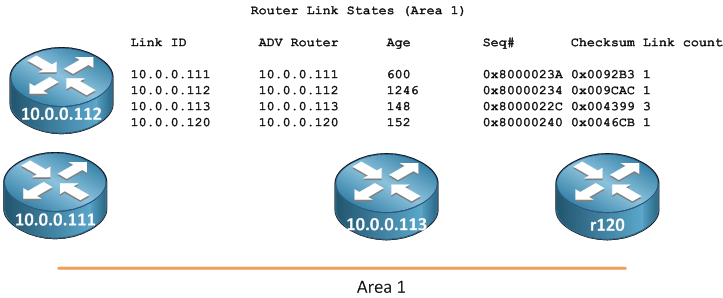 Router Link States (Area 1)
Link ID ADV Router Age Seq# Checksum Link count
10.0.0.111 10.0.0.111 600 0x8000023A 0x0092B3 1
10.0.0.112 10.0.0.112 1246 0x80000234 0x009CAC 1
10.0.0.113 10.0.0.113 148 0x8000022C 0x004399 3
10.0.0.120 10.0.0.120 152 0x80000240 0x0046CB 1
10.0.0.112
10.0.0.111
10.0.0.113
r120
Area 1